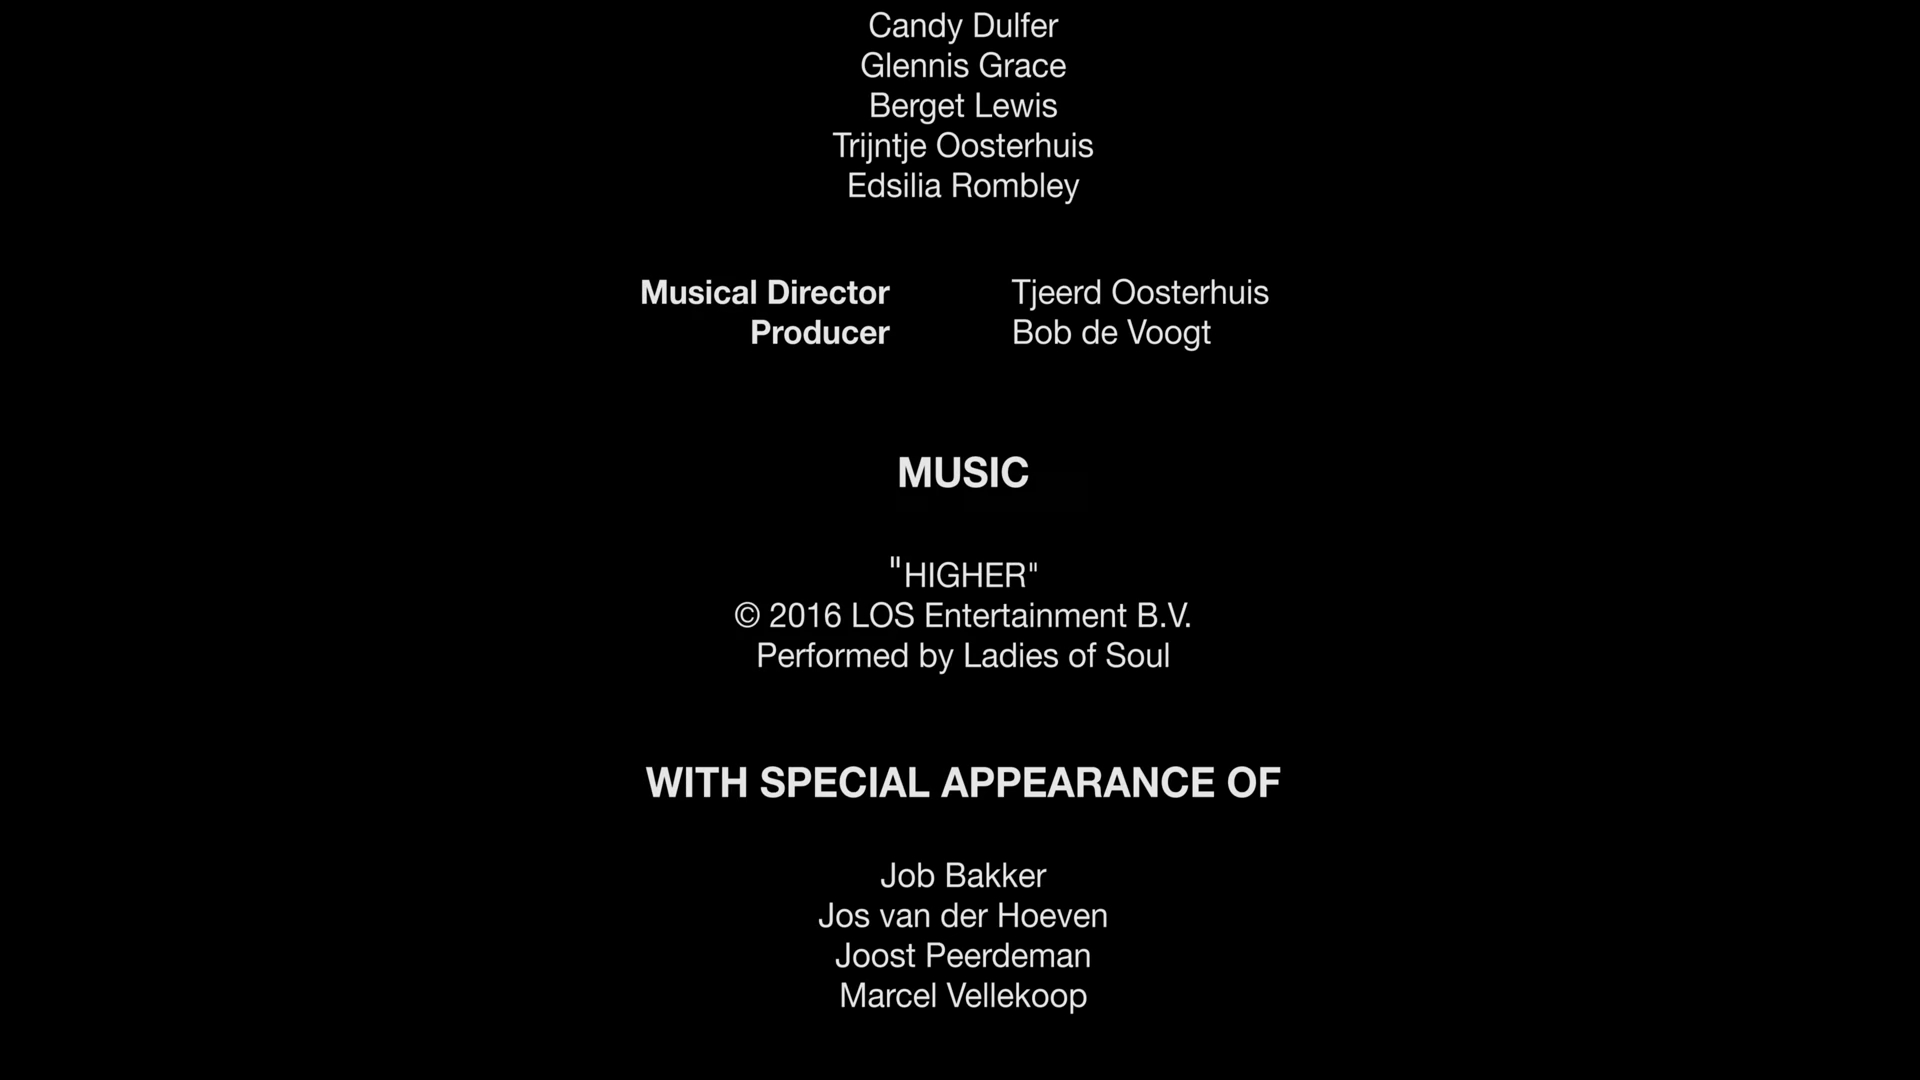 Candy Dulfer
Glennis Grace
Berget Lewis
Trijntje Oosterhuis
Edsilia Rombley
Musical Director Tjeerd Oosterhuis
Producer Bob de Voogt
MUSIC
"HIGHER"
© 2016 LOS Entertainment B.V.
Performed by Ladies of Soul
WITH SPECIAL APPEARANCE OF
Job Bakker
Jos van der Hoeven
Joost Peerdeman
Marcel Vellekoop